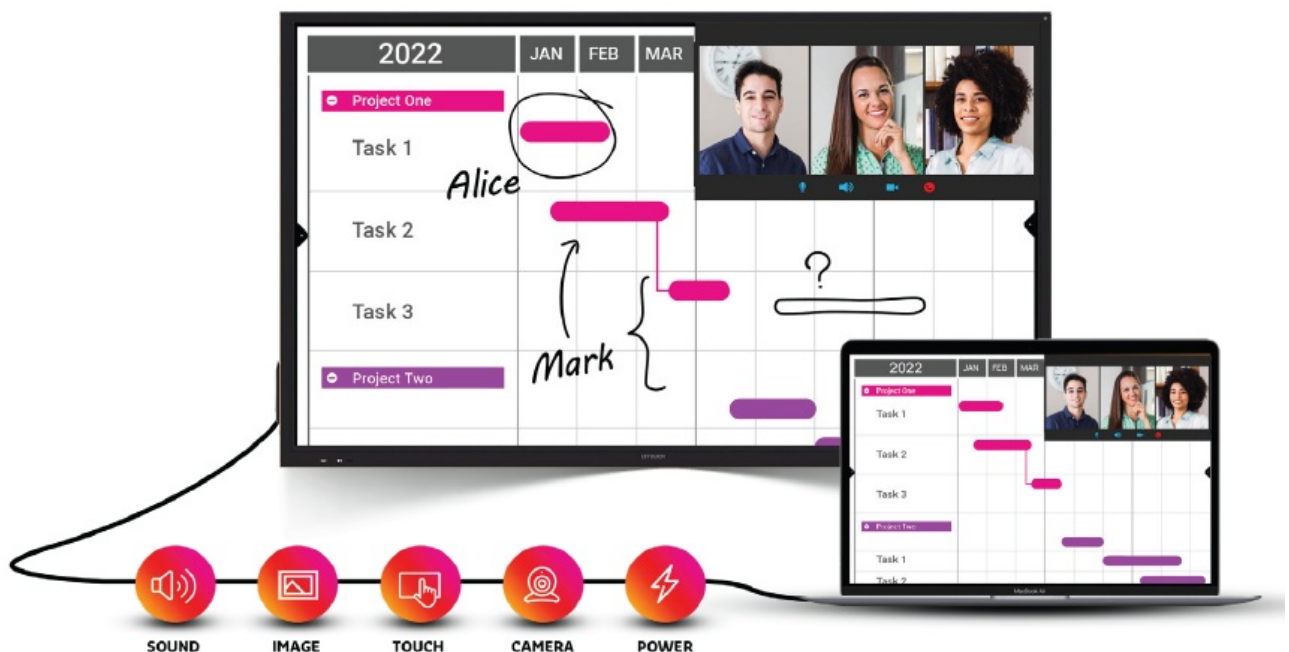 2022 JAN FEB MAR
Project One
Task 1
Alice
Task 2
?
Task 3
Mark
Project Two
2022 JAN FEB MAR
Project One
Task 1
Task 2
Task 3
Project Two
Task 1
Task 2
MacBook Air
SOUND IMAGE TOUCH CAMERA POWER